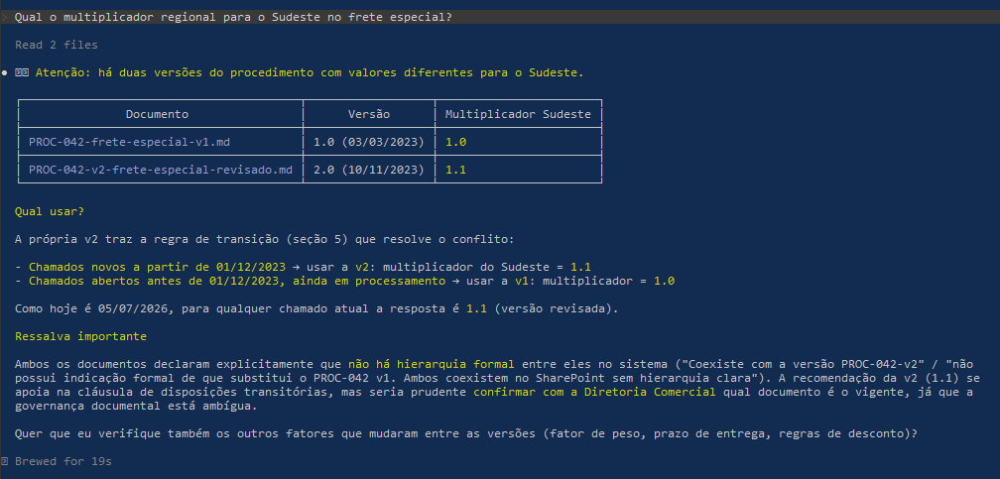 > Qual o multiplicador regional para o Sudeste no frete especial?
Read 2 files
● Atenção: há duas versões do procedimento com valores diferentes para o Sudeste.
Documento Versão Multiplicador Sudeste
PROC-042-frete-especial-v1.md 1.0 (03/03/2023) 1.0
PROC-042-v2-frete-especial-revisado.md 2.0 (10/11/2023) 1.1
Qual usar?
A própria v2 traz a regra de transição (seção 5) que resolve o conflito:
- Chamados novos a partir de 01/12/2023 → usar a v2: multiplicador do Sudeste = 1.1
- Chamados abertos antes de 01/12/2023, ainda em processamento → usar a v1: multiplicador = 1.0
Como hoje é 05/07/2026, para qualquer chamado atual a resposta é 1.1 (versão revisada).
Ressalva importante
Ambos os documentos declaram explicitamente que não há hierarquia formal entre eles no sistema ("Coexiste com a versão PROC-042-v2" / "não
possui indicação formal de que substitui o PROC-042 v1. Ambos coexistem no SharePoint sem hierarquia clara"). A recomendação da v2 (1.1) se
apoia na cláusula de disposições transitórias, mas seria prudente confirmar com a Diretoria Comercial qual documento é o vigente, já que a
governança documental está ambígua.
Quer que eu verifique também os outros fatores que mudaram entre as versões (fator de peso, prazo de entrega, regras de desconto)?
Brewed for 19s